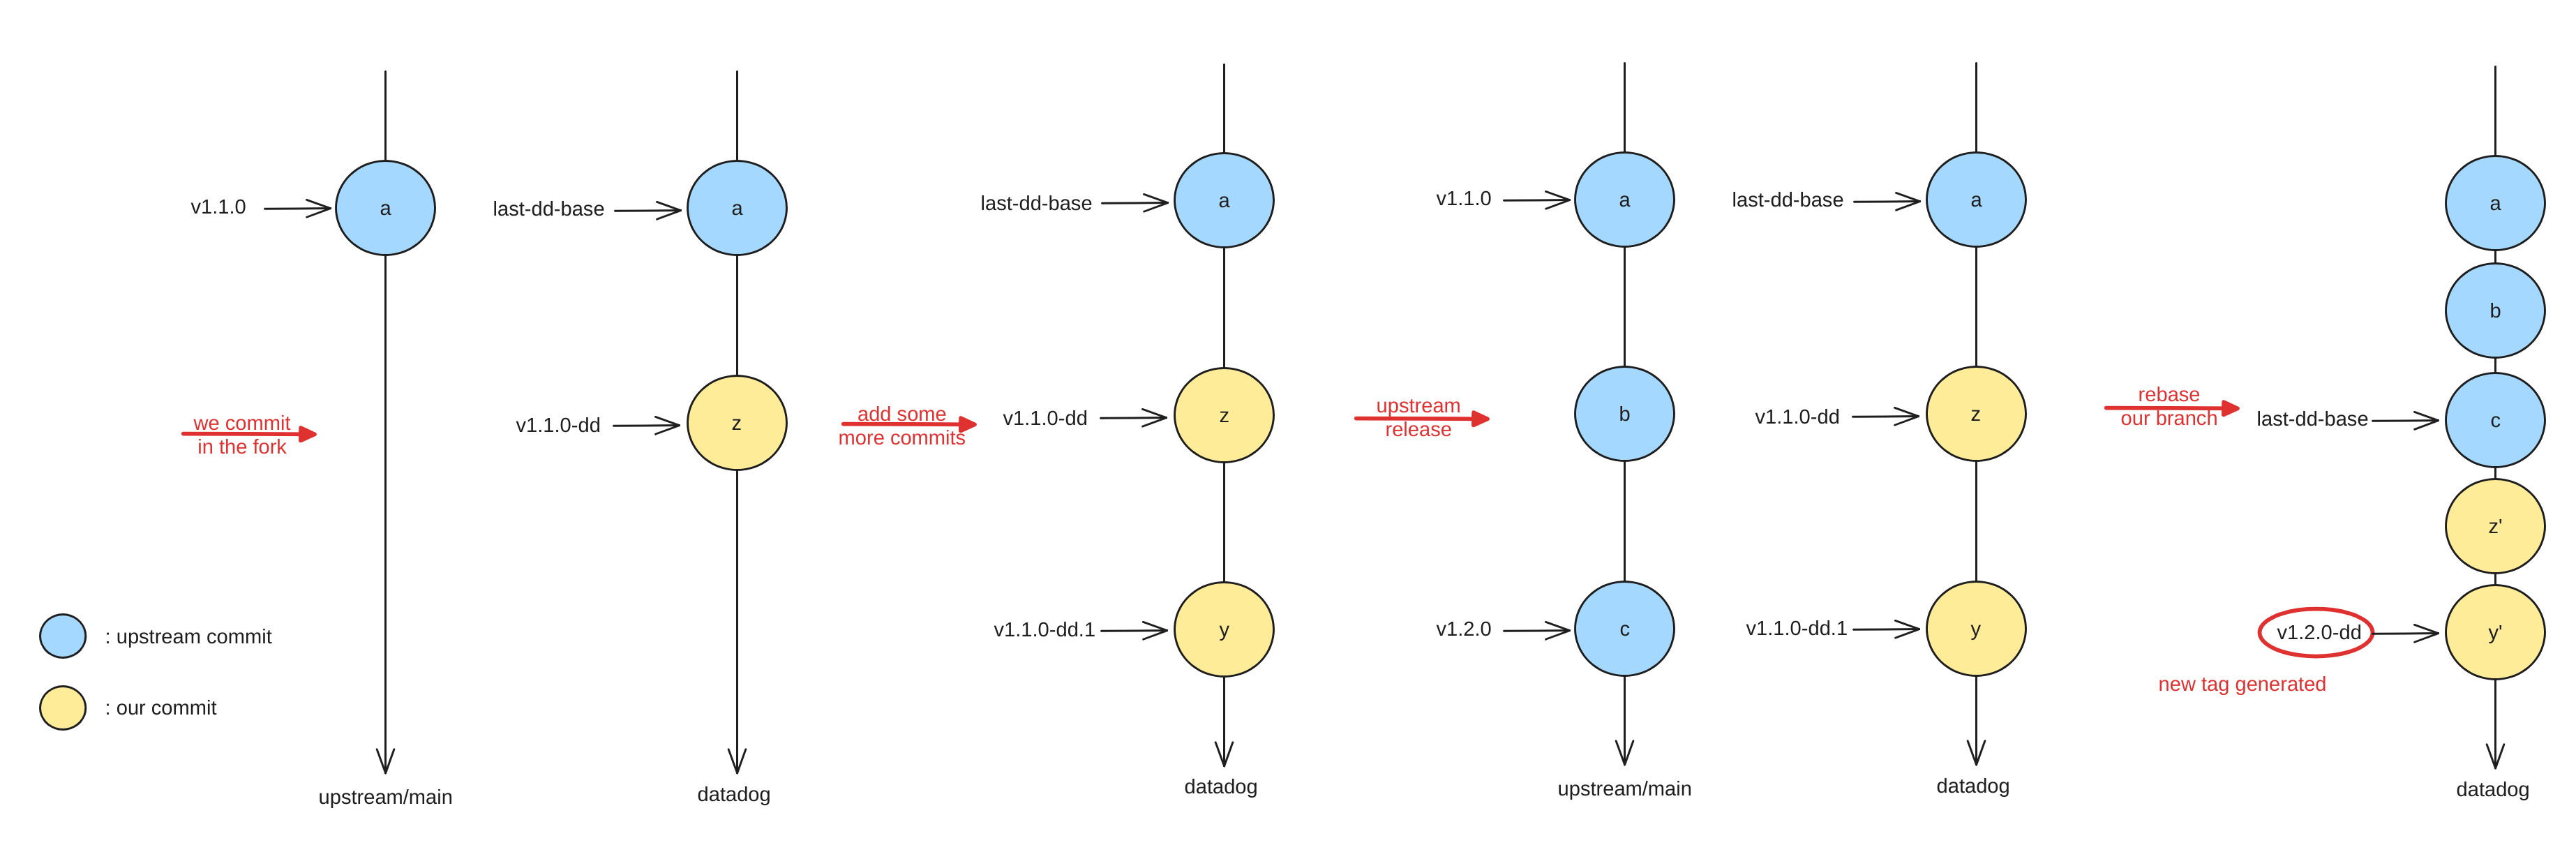 we commit
in the fork
v1.1.0
a
upstream/main
last-dd-base
a
v1.1.0-dd
z
datadog
add some
more commits
last-dd-base
a
v1.1.0-dd
z
v1.1.0-dd.1
y
datadog
upstream
release
v1.1.0
a
b
v1.2.0
c
upstream/main
last-dd-base
a
v1.1.0-dd
z
v1.1.0-dd.1
y
datadog
rebase
our branch
a
b
last-dd-base
c
z'
v1.2.0-dd
y'
new tag generated
datadog
: upstream commit
: our commit